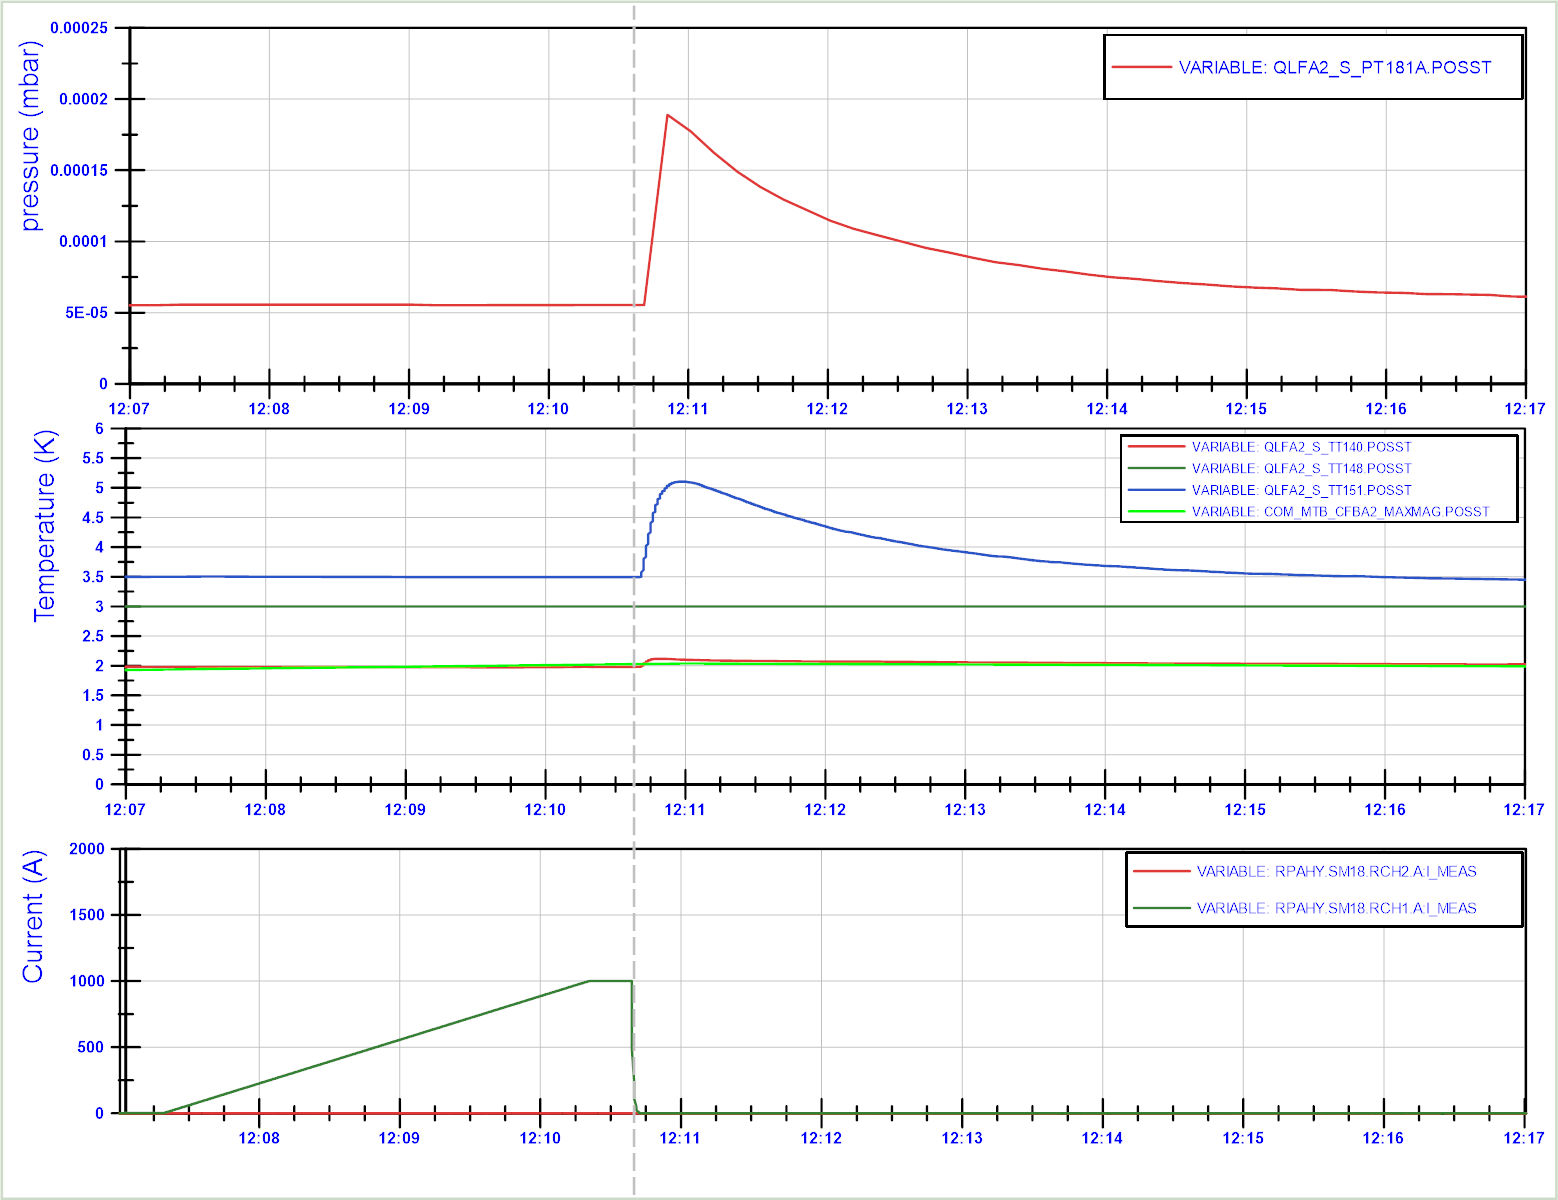 pressure (mbar)
0.00025
0.0002
0.00015
0.0001
5E-05
0
VARIABLE: QLFA2_S_PT181A.POSST
12:07 12:08 12:09 12:10 12:11 12:12 12:13 12:14 12:15 12:16 12:17
Temperature (K)
6
5.5
5
4.5
4
3.5
3
2.5
2
1.5
1
0.5
0
VARIABLE: QLFA2_S_TT140.POSST
VARIABLE: QLFA2_S_TT148.POSST
VARIABLE: QLFA2_S_TT151.POSST
VARIABLE: COM_MTB_CFBA2_MAXMAG.POSST
12:07 12:08 12:09 12:10 12:11 12:12 12:13 12:14 12:15 12:16 12:17
Current (A)
2000
1500
1000
500
0
VARIABLE: RPAHY.SM18.RCH2.A:I_MEAS
VARIABLE: RPAHY.SM18.RCH1.A:I_MEAS
12:08 12:09 12:10 12:11 12:12 12:13 12:14 12:15 12:16 12:17